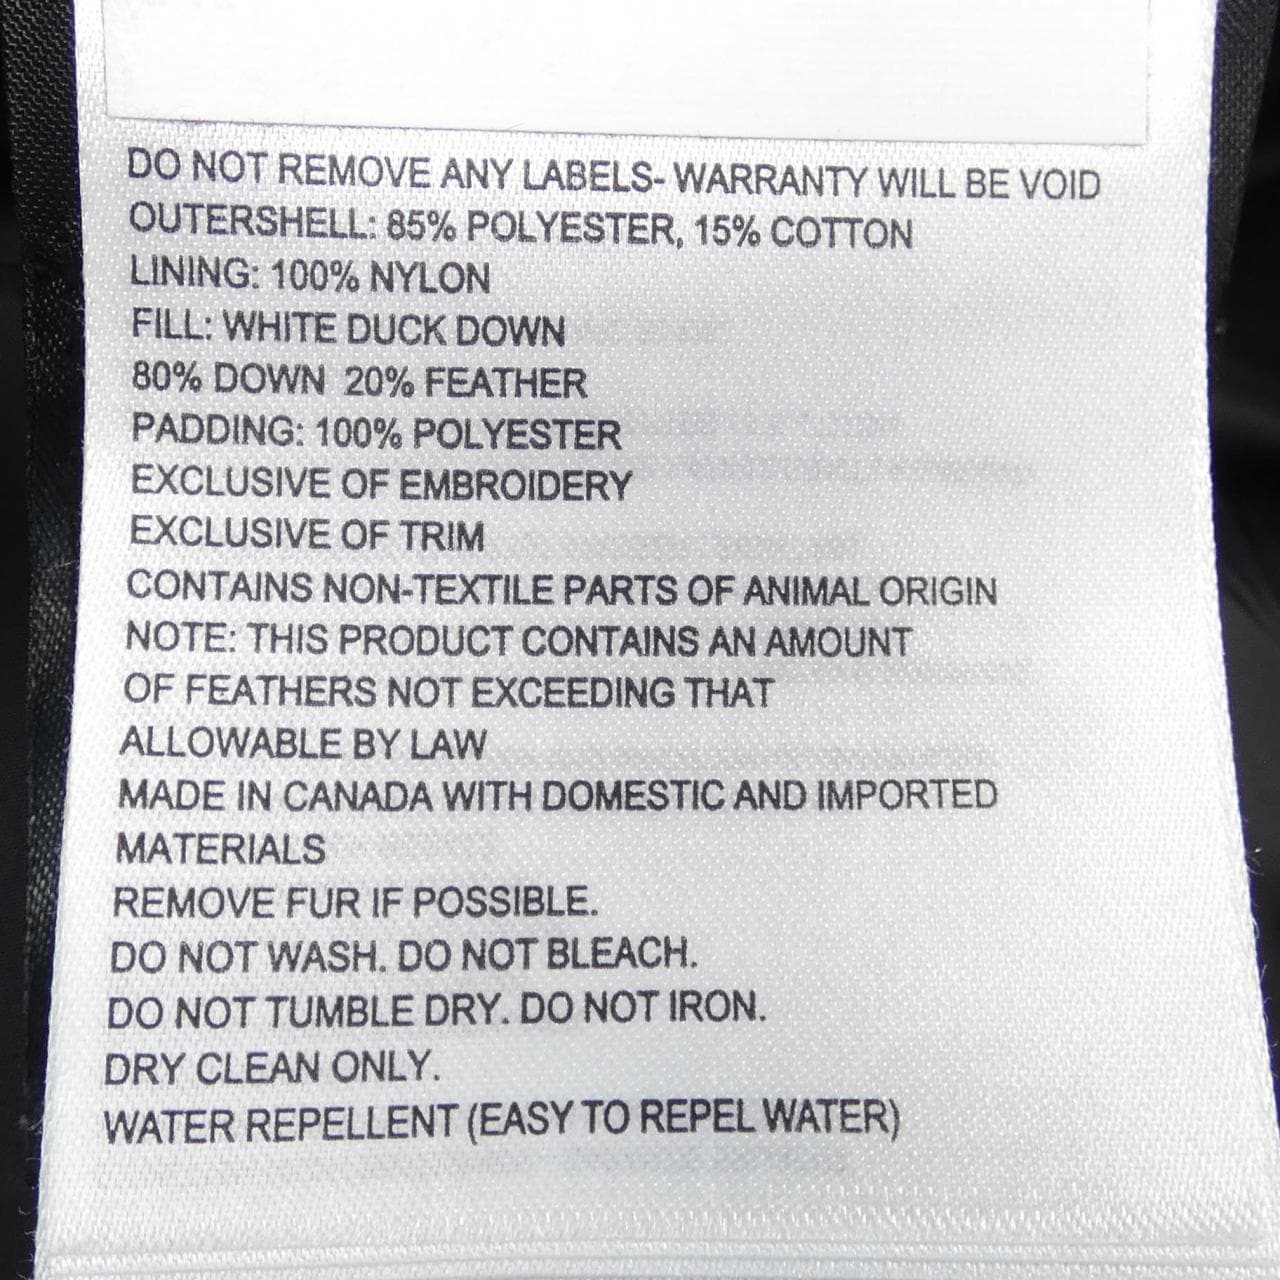 DO NOT REMOVE ANY LABELS- WARRANTY WILL BE VOID
OUTERSHELL: 85% POLYESTER, 15% COTTON
LINING: 100% NYLON
FILL: WHITE DUCK DOWN
80% DOWN 20% FEATHER
PADDING: 100% POLYESTER
EXCLUSIVE OF EMBROIDERY
EXCLUSIVE OF TRIM
CONTAINS NON-TEXTILE PARTS OF ANIMAL ORIGIN
NOTE: THIS PRODUCT CONTAINS AN AMOUNT
OF FEATHERS NOT EXCEEDING THAT
ALLOWABLE BY LAW
MADE IN CANADA WITH DOMESTIC AND IMPORTED
MATERIALS
REMOVE FUR IF POSSIBLE.
DO NOT WASH. DO NOT BLEACH.
DO NOT TUMBLE DRY. DO NOT IRON.
DRY CLEAN ONLY.
WATER REPELLENT (EASY TO REPEL WATER)